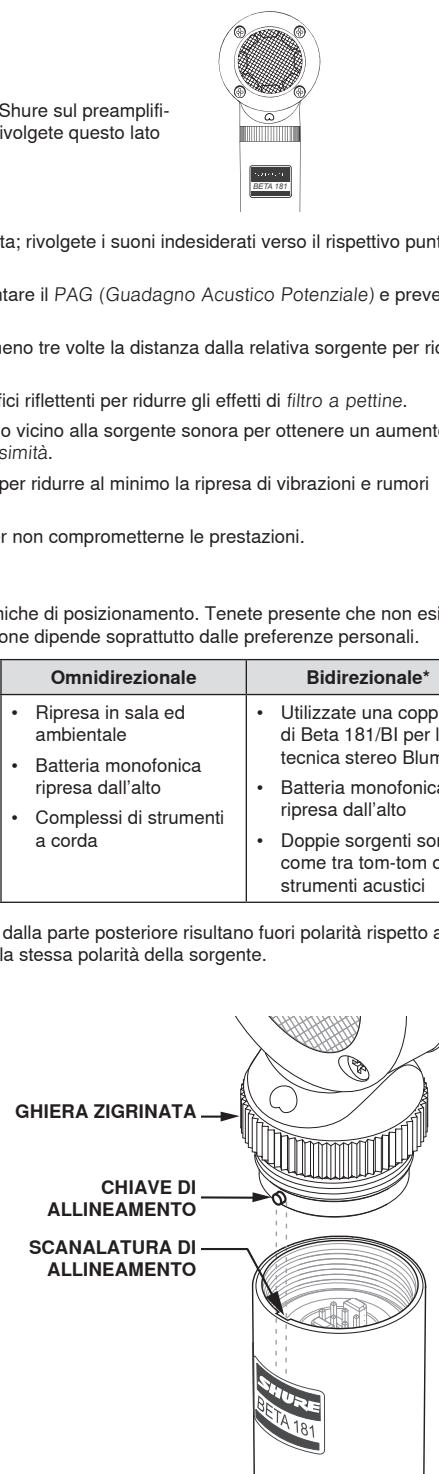 Shure sul preamplifi-
ivolgete questo lato
SHURE
BETA 181
ta; rivolgete i suoni indesiderati verso il rispettivo punt
ntare il PAG (Guadagno Acustico Potenziale) e preve
neno tre volte la distanza dalla relativa sorgente per rid
fici riflettenti per ridurre gli effetti di filtro a pettine.
o vicino alla sorgente sonora per ottenere un aumento
simità.
per ridurre al minimo la ripresa di vibrazioni e rumori
er non comprometterne le prestazioni.
niche di posizionamento. Tenete presente che non esi
one dipende soprattutto dalle preferenze personali.
Omnidirezionale
• Ripresa in sala ed
ambientale
• Batteria monofonica
ripresa dall'alto
• Complessi di strumenti
a corda
Bidirezionale*
• Utilizzate una coppi
di Beta 181/BI per l
tecnica stereo Blum
• Batteria monofonica
ripresa dall'alto
• Doppie sorgenti sor
come tra tom-tom o
strumenti acustici
dalla parte posteriore risultano fuori polarità rispetto a
la stessa polarità della sorgente.
GHIERA ZIGRINATA
CHIAVE DI
ALLINEAMENTO
SCANALATURA DI
ALLINEAMENTO
SHURE
BETA 181